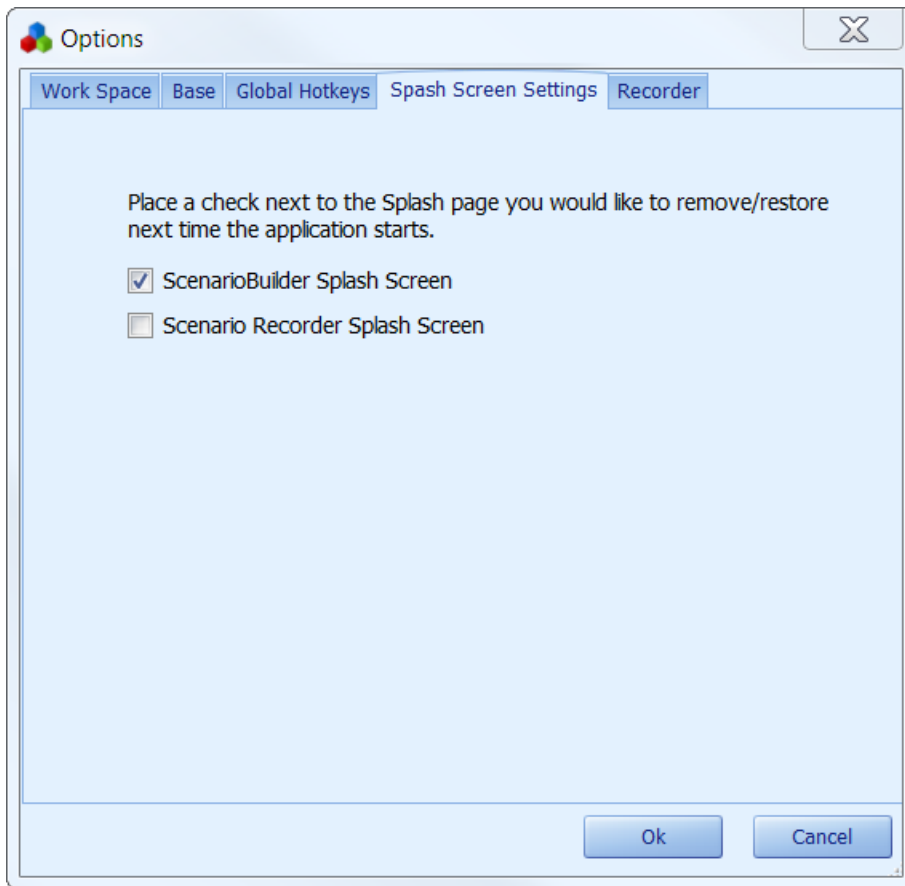 Options
Work Space Base Global Hotkeys Spash Screen Settings Recorder
Place a check next to the Splash page you would like to remove/restore
next time the application starts.
ScenarioBuilder Splash Screen
Scenario Recorder Splash Screen
Ok Cancel